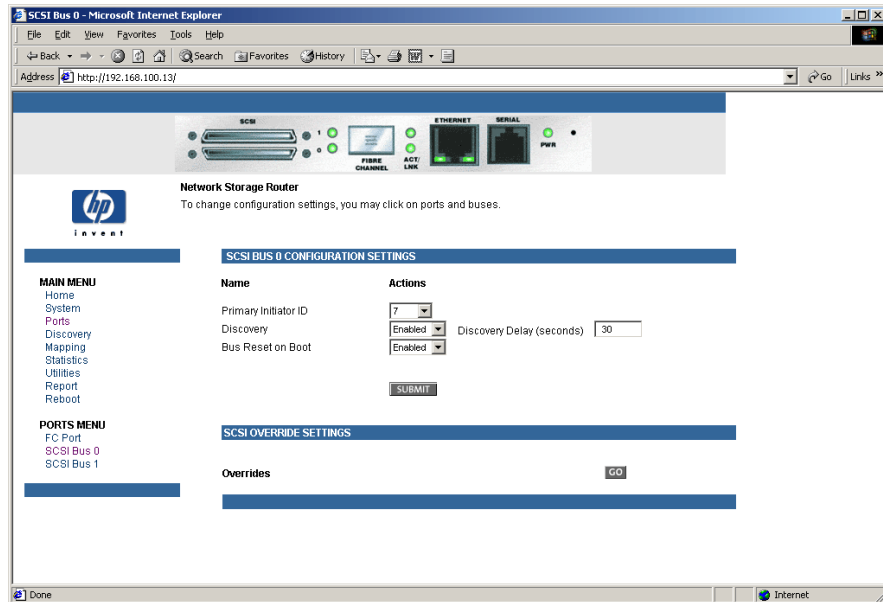 SCSI Bus 0 - Microsoft Internet Explorer
File Edit View Favorites Tools Help
Back Search Favorites History
Address http://192.168.100.13/ Go Links »
SCSI ETHERNET SERIAL
1
0
FIBRE CHANNEL ACT/ LNK PWR
hp
invent
Network Storage Router
To change configuration settings, you may click on ports and buses.
MAIN MENU
Home
System
Ports
Discovery
Mapping
Statistics
Utilities
Report
Reboot
PORTS MENU
FC Port
SCSI Bus 0
SCSI Bus 1
SCSI BUS 0 CONFIGURATION SETTINGS
Name Actions
Primary Initiator ID 7
Discovery Enabled Discovery Delay (seconds) 30
Bus Reset on Boot Enabled
SUBMIT
SCSI OVERRIDE SETTINGS
Overrides GO
Done Internet